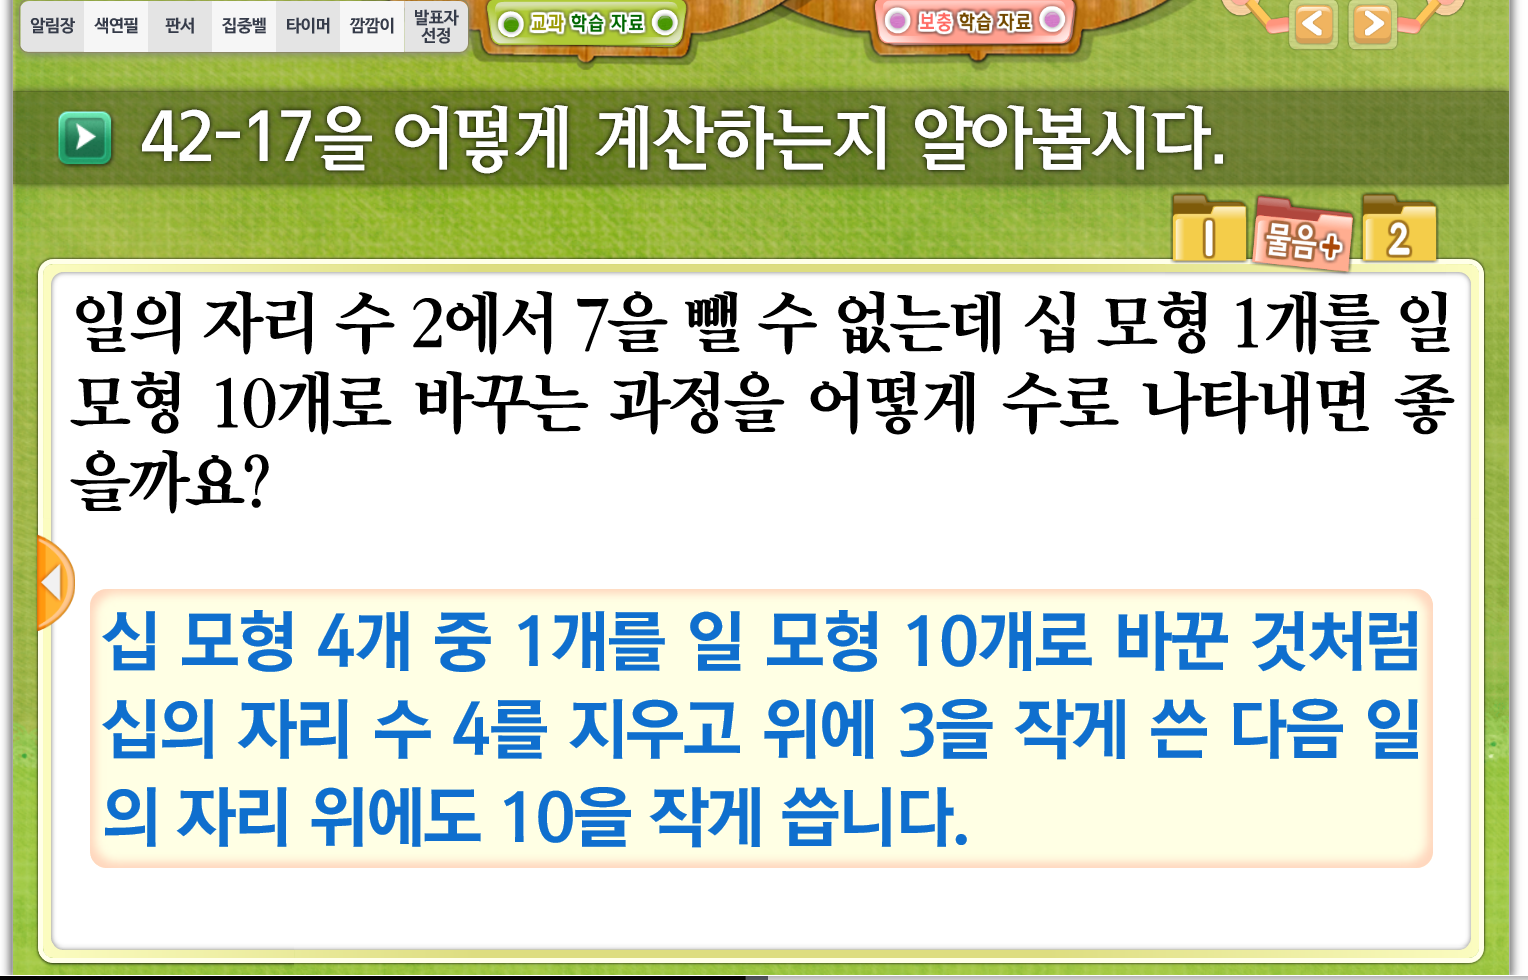 알림장 색연필 판서 집중벨 타이머 깜깜이 발표자 선정
교과 학습 자료
보충 학습 자료
42-17을 어떻게 계산하는지 알아봅시다.
1 물음+ 2
일의 자리 수 2에서 7을 뺄 수 없는데 십 모형 1개를 일
모형 10개로 바꾸는 과정을 어떻게 수로 나타내면 좋
을까요?
십 모형 4개 중 1개를 일 모형 10개로 바꾼 것처럼
십의 자리 수 4를 지우고 위에 3을 작게 쓴 다음 일
의 자리 위에도 10을 작게 씁니다.